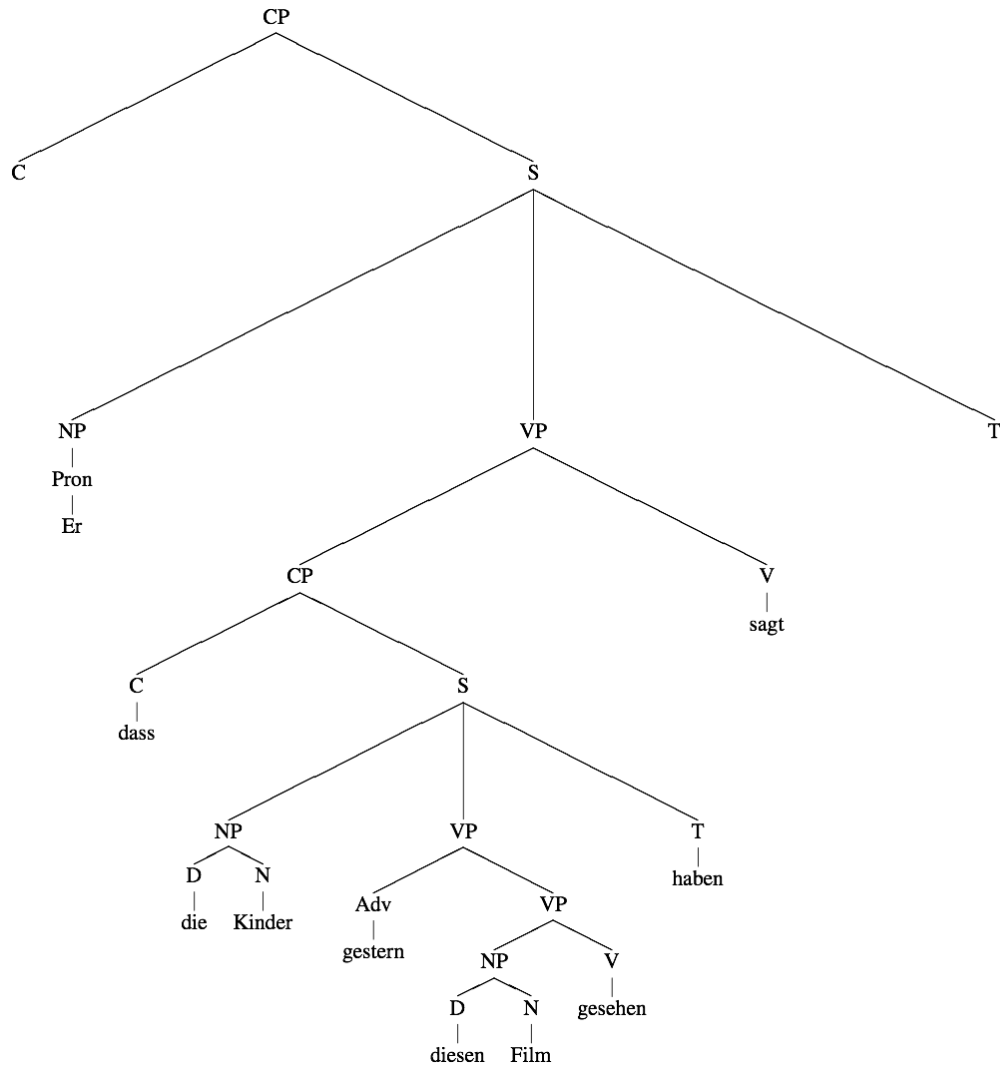 CP
C S
NP VP T
Pron
Er
CP V
sagt
C S
dass
NP VP T
haben
D N Adv VP
die Kinder gestern
NP V
D N gesehen
diesen Film